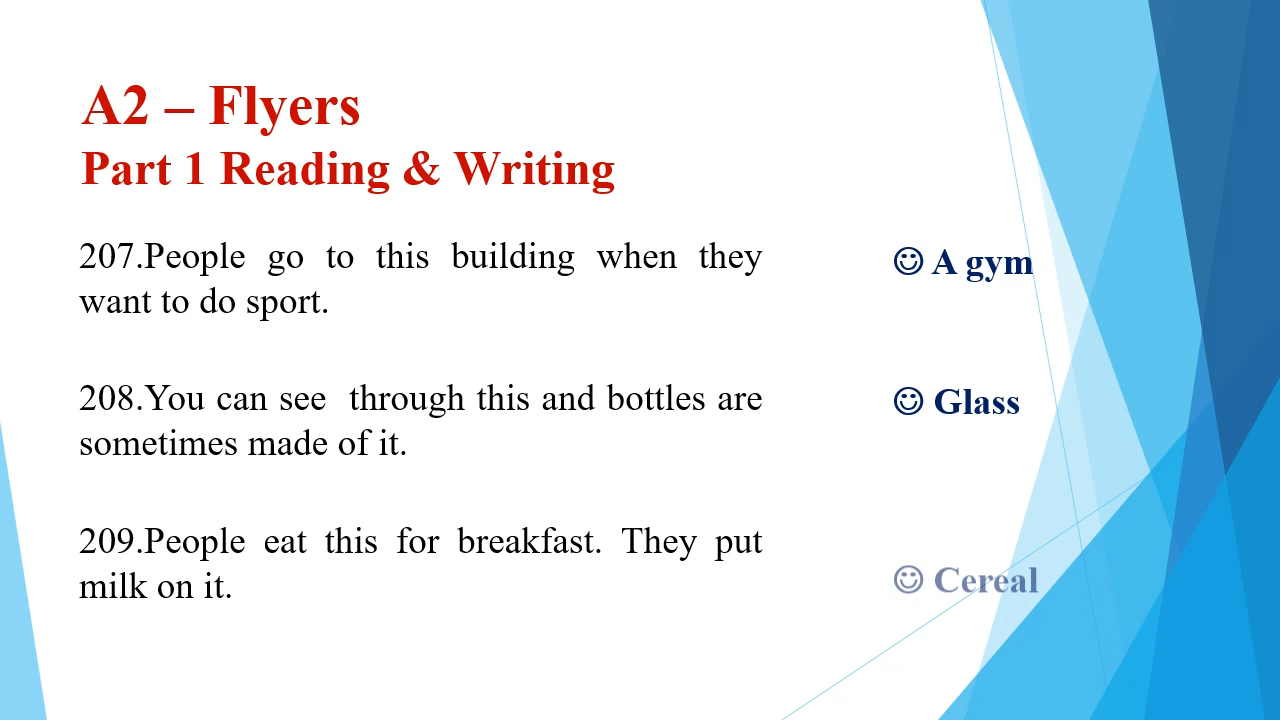 A2 – Flyers
Part 1 Reading & Writing
207.People go to this building when they
want to do sport.
☺ A gym
208.You can see  through this and bottles are
sometimes made of it.
☺ Glass
209.People eat this for breakfast. They put
milk on it.
☺ Cereal